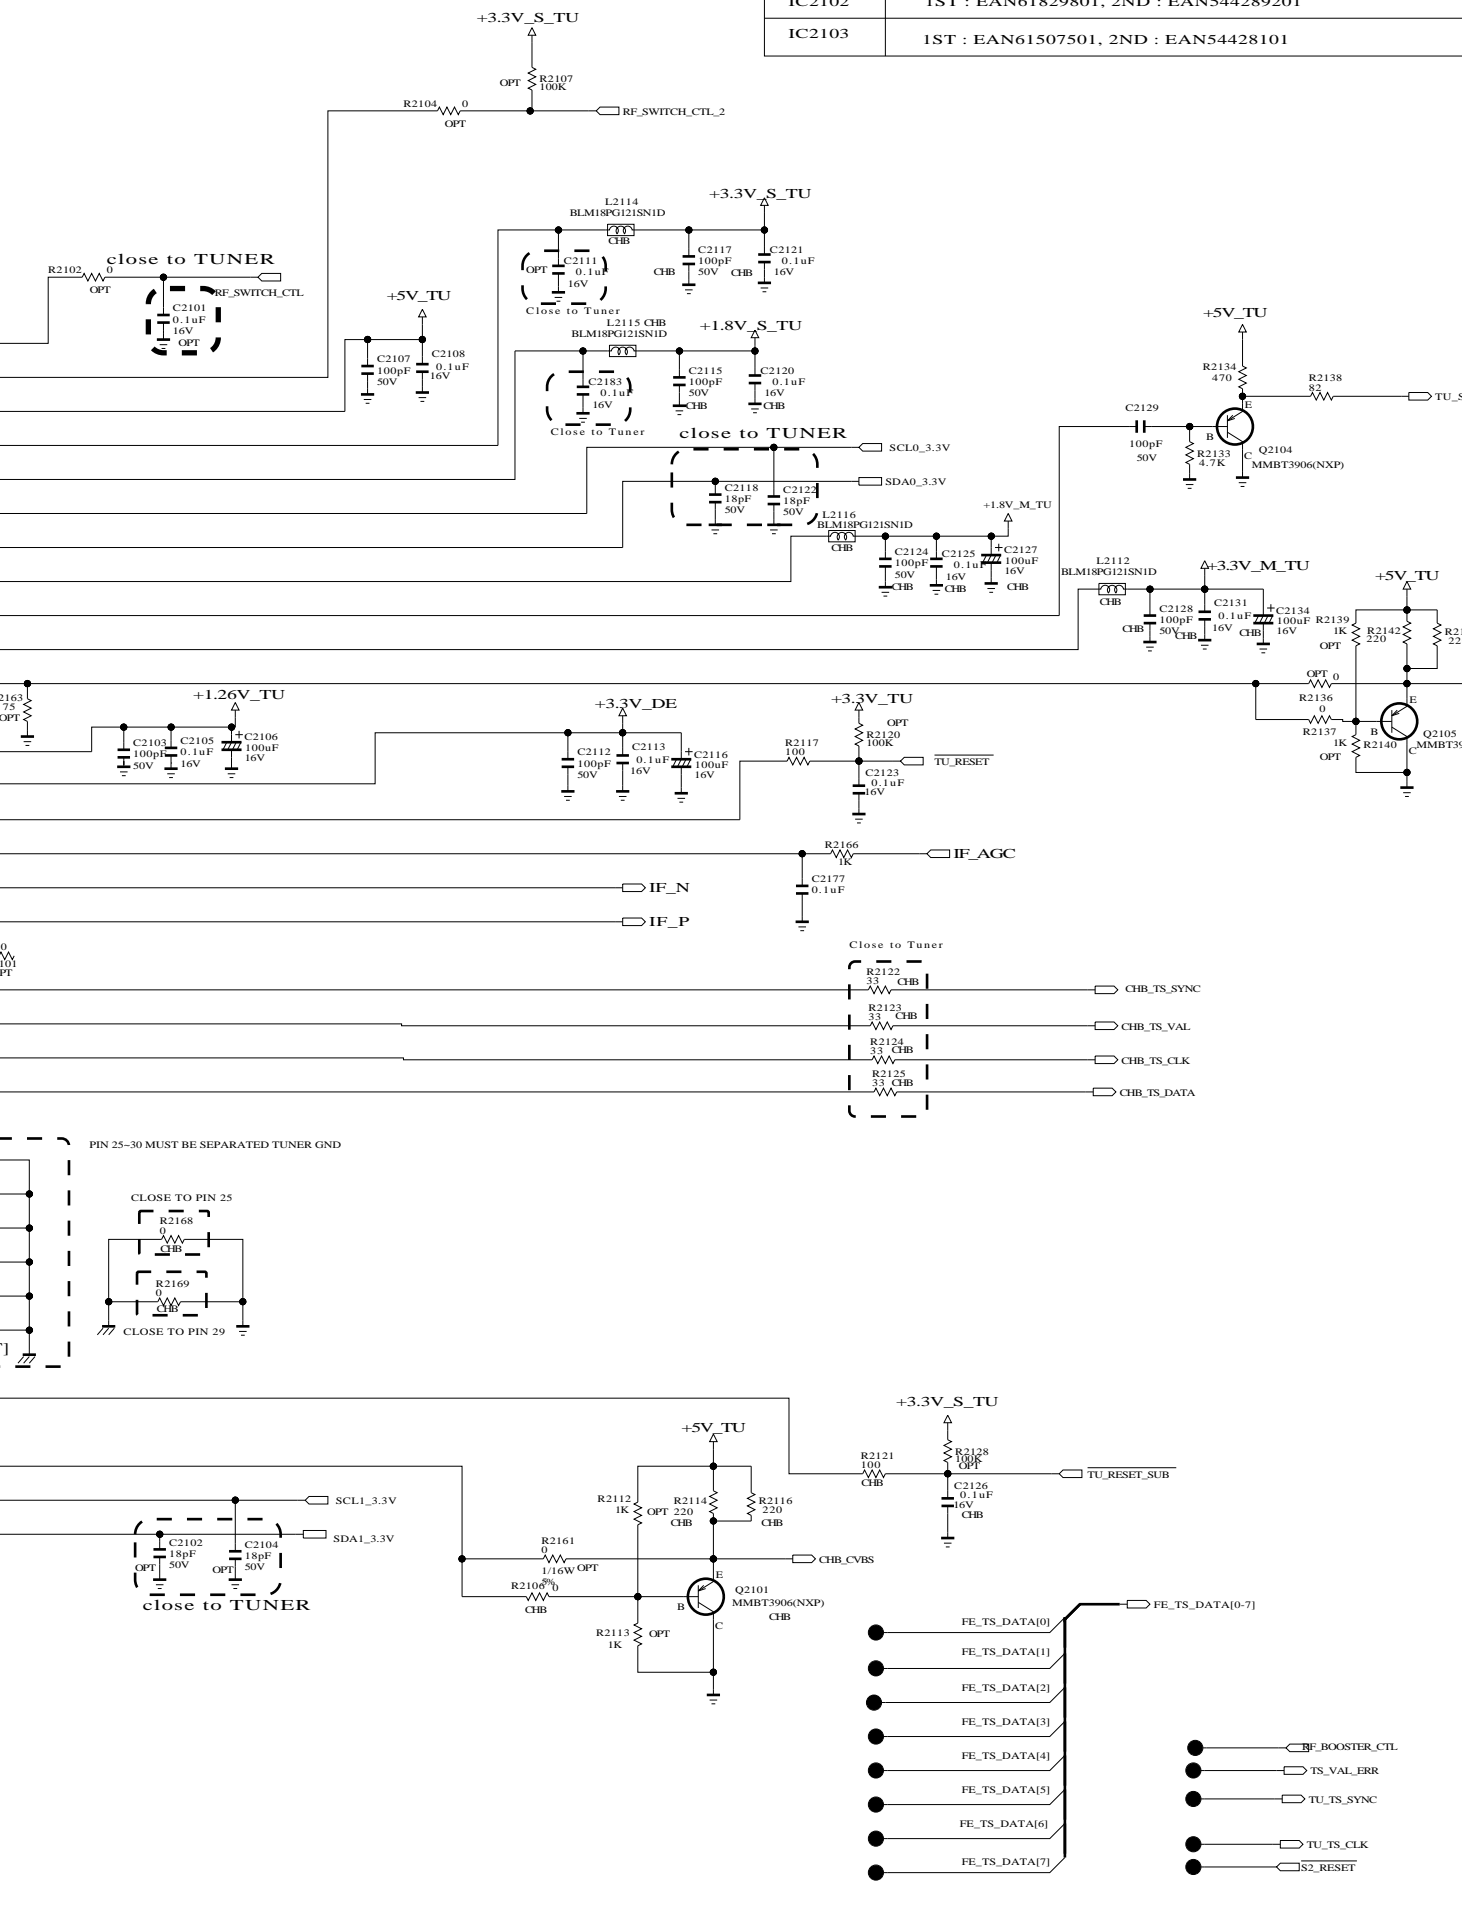 IC2102 1ST : EAN61829801, 2ND : EAN544289201
IC2103 1ST : EAN61507501, 2ND : EAN54428101
+3.3V_S_TU
OPT R2107
100K
R2104 0
OPT
RF_SWITCH_CTL_2
+3.3V_S_TU
L2114
BLM18PG121SN1D
CHB
C2111
OPT 0.1uF
16V
Close to Tuner
C2117
100pF
50V
CHB
C2121
0.1uF
16V
CHB
close to TUNER
R2102 0
OPT
RF_SWITCH_CTL
C2101
0.1uF
16V
OPT
+5V_TU
C2107
100pF
50V
C2108
0.1uF
16V
L2115 CHB
BLM18PG121SN1D
+1.8V_S_TU
C2183
0.1uF
16V
Close to Tuner
C2115
100pF
50V
CHB
C2120
0.1uF
16V
CHB
close to TUNER
SCL0_3.3V
SDA0_3.3V
C2118
18pF
50V
C2122
18pF
50V
+5V_TU
R2134
470
R2138
82
C2129
100pF
50V
E
B
C
R2133
4.7K
Q2104
MMBT3906(NXP)
L2116
BLM18PG121SN1D
CHB
+1.8V_M_TU
C2124
100pF
50V
CHB
C2125
0.1uF
16V
CHB
+
C2127
100uF
16V
CHB
L2112
BLM18PG121SN1D
CHB
+3.3V_M_TU
C2128
100pF
50V
CHB
C2131
0.1uF
16V
CHB
+
C2134
100uF
16V
CHB
+5V_TU
R2139
1K
OPT
R2142
220
OPT 0
R2136
0
R2137
1K
OPT
R2140
E
B
C
Q2105
2163
75
OPT
+1.26V_TU
C2103
100pF
50V
C2105
0.1uF
16V
+
C2106
100uF
16V
+3.3V_DE
C2112
100pF
50V
C2113
0.1uF
16V
+
C2116
100uF
16V
+3.3V_TU
OPT
R2120
100K
R2117
100
TU_RESET
C2123
0.1uF
16V
R2166
1K
IF_AGC
C2177
0.1uF
IF_N
IF_P
0
101
PT
Close to Tuner
R2122
33 CHB
CHB_TS_SYNC
R2123
33 CHB
CHB_TS_VAL
R2124
33 CHB
CHB_TS_CLK
R2125
33 CHB
CHB_TS_DATA
PIN 25~30 MUST BE SEPARATED TUNER GND
CLOSE TO PIN 25
R2168
0
CHB
R2169
0
CHB
CLOSE TO PIN 29
+3.3V_S_TU
R2128
100K
OPT
R2121
100
CHB
TU_RESET_SUB
C2126
0.1uF
16V
CHB
+5V_TU
R2112
1K
OPT
R2114
220
CHB
R2116
220
CHB
SCL1_3.3V
SDA1_3.3V
C2102
18pF
50V
OPT
C2104
18pF
50V
OPT
close to TUNER
R2161
0
1/16W OPT
5%
R2106 0
CHB
CHB_CVBS
E
B
C
Q2101
MMBT3906(NXP)
CHB
R2113
1K
OPT
FE_TS_DATA[0-7]
FE_TS_DATA[0]
FE_TS_DATA[1]
FE_TS_DATA[2]
FE_TS_DATA[3]
FE_TS_DATA[4]
FE_TS_DATA[5]
FE_TS_DATA[6]
FE_TS_DATA[7]
RF_BOOSTER_CTL
TS_VAL_ERR
TU_TS_SYNC
TU_TS_CLK
S2_RESET